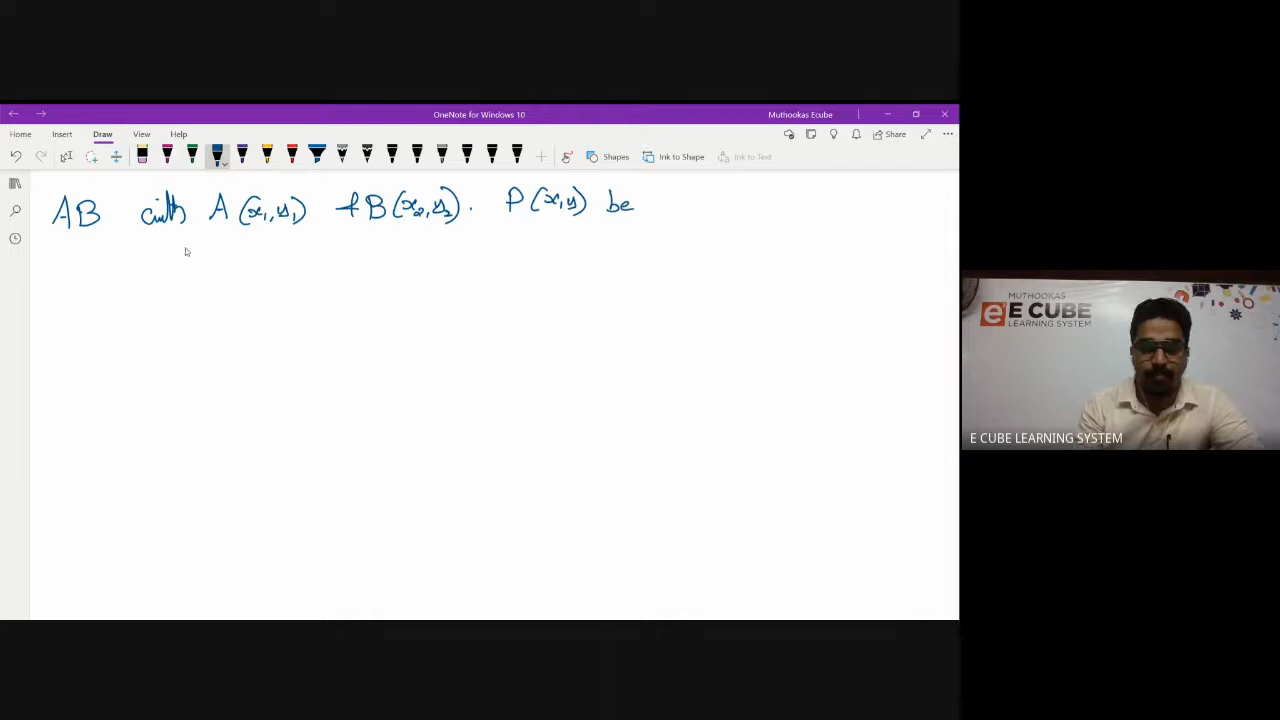 OneNote for Windows 10
Muthookas Ecube
Home Insert Draw View Help
Share
Shapes Ink to Shape Ink to Text
AB with A(x₁,y₁) & B(x₂,y₂). P(x,y) be
MUTHOOKAS
e E CUBE
LEARNING SYSTEM
E CUBE LEARNING SYSTEM